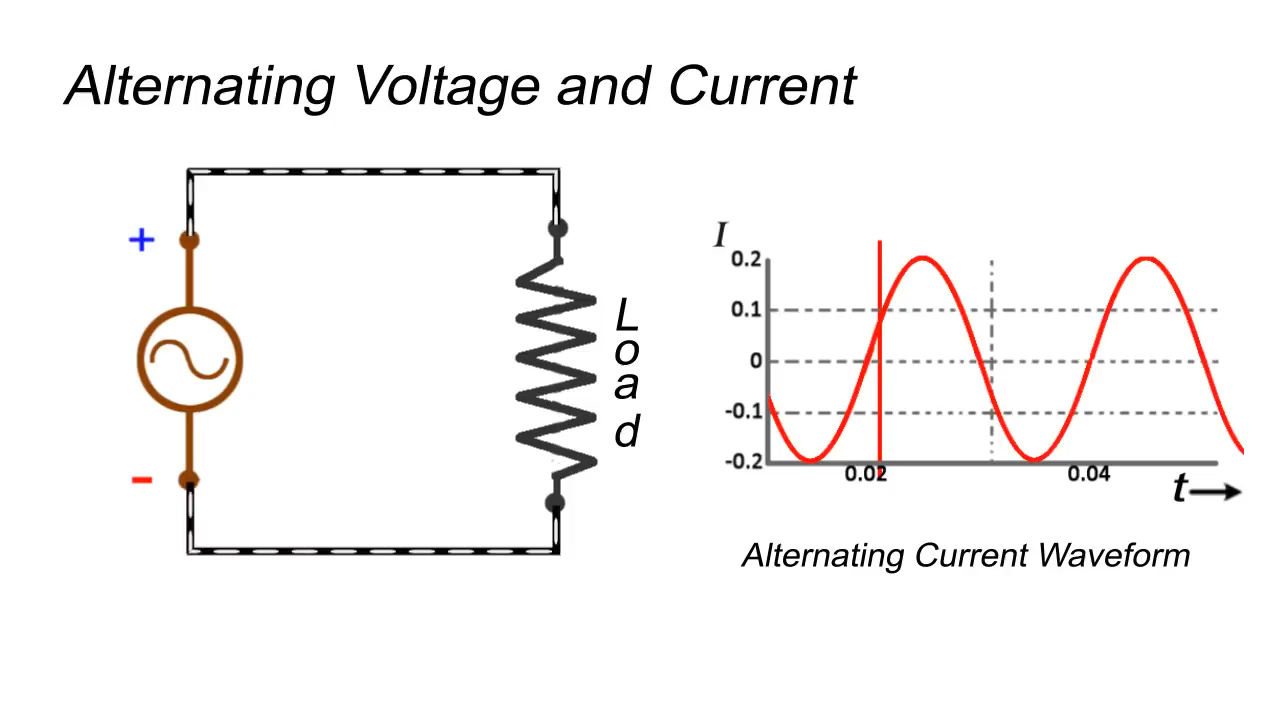 Alternating Voltage and Current
+
-
L
o
a
d
I
0.2
0.1
0
-0.1
-0.2
0.02
0.04
t
Alternating Current Waveform